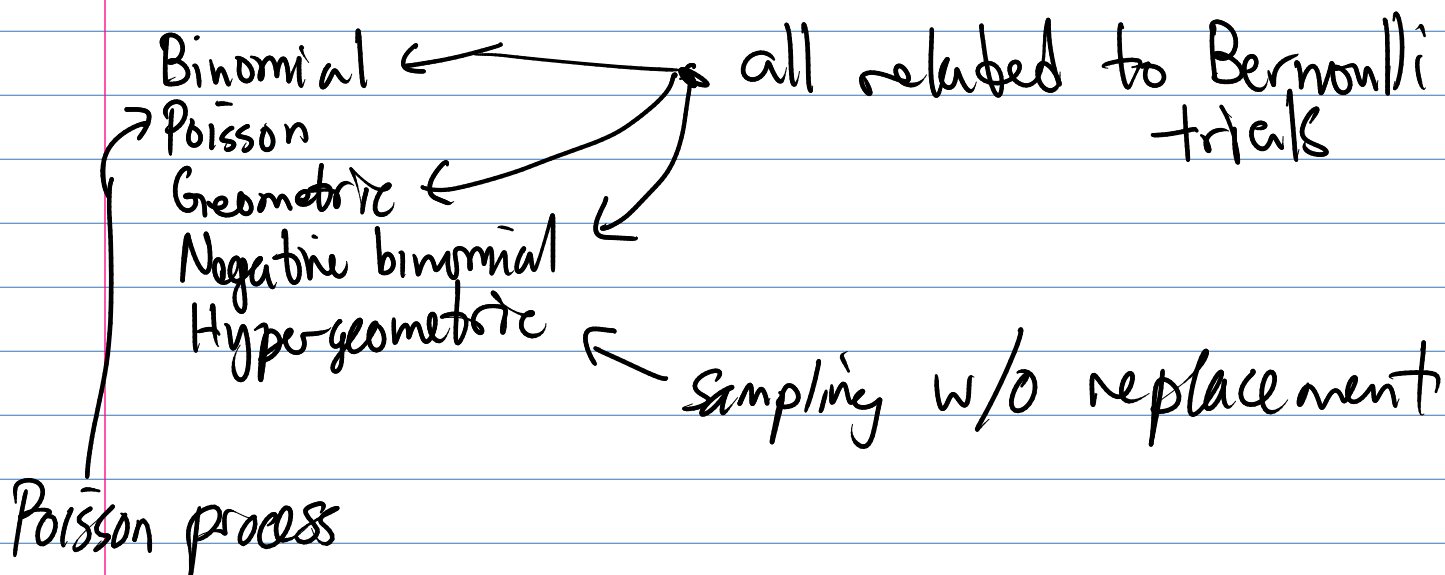 Binomial
all related to Bernoulli
trials
Poisson
Geometric
Negative binomial
Hypergeometric
sampling w/o replacement
Poisson process